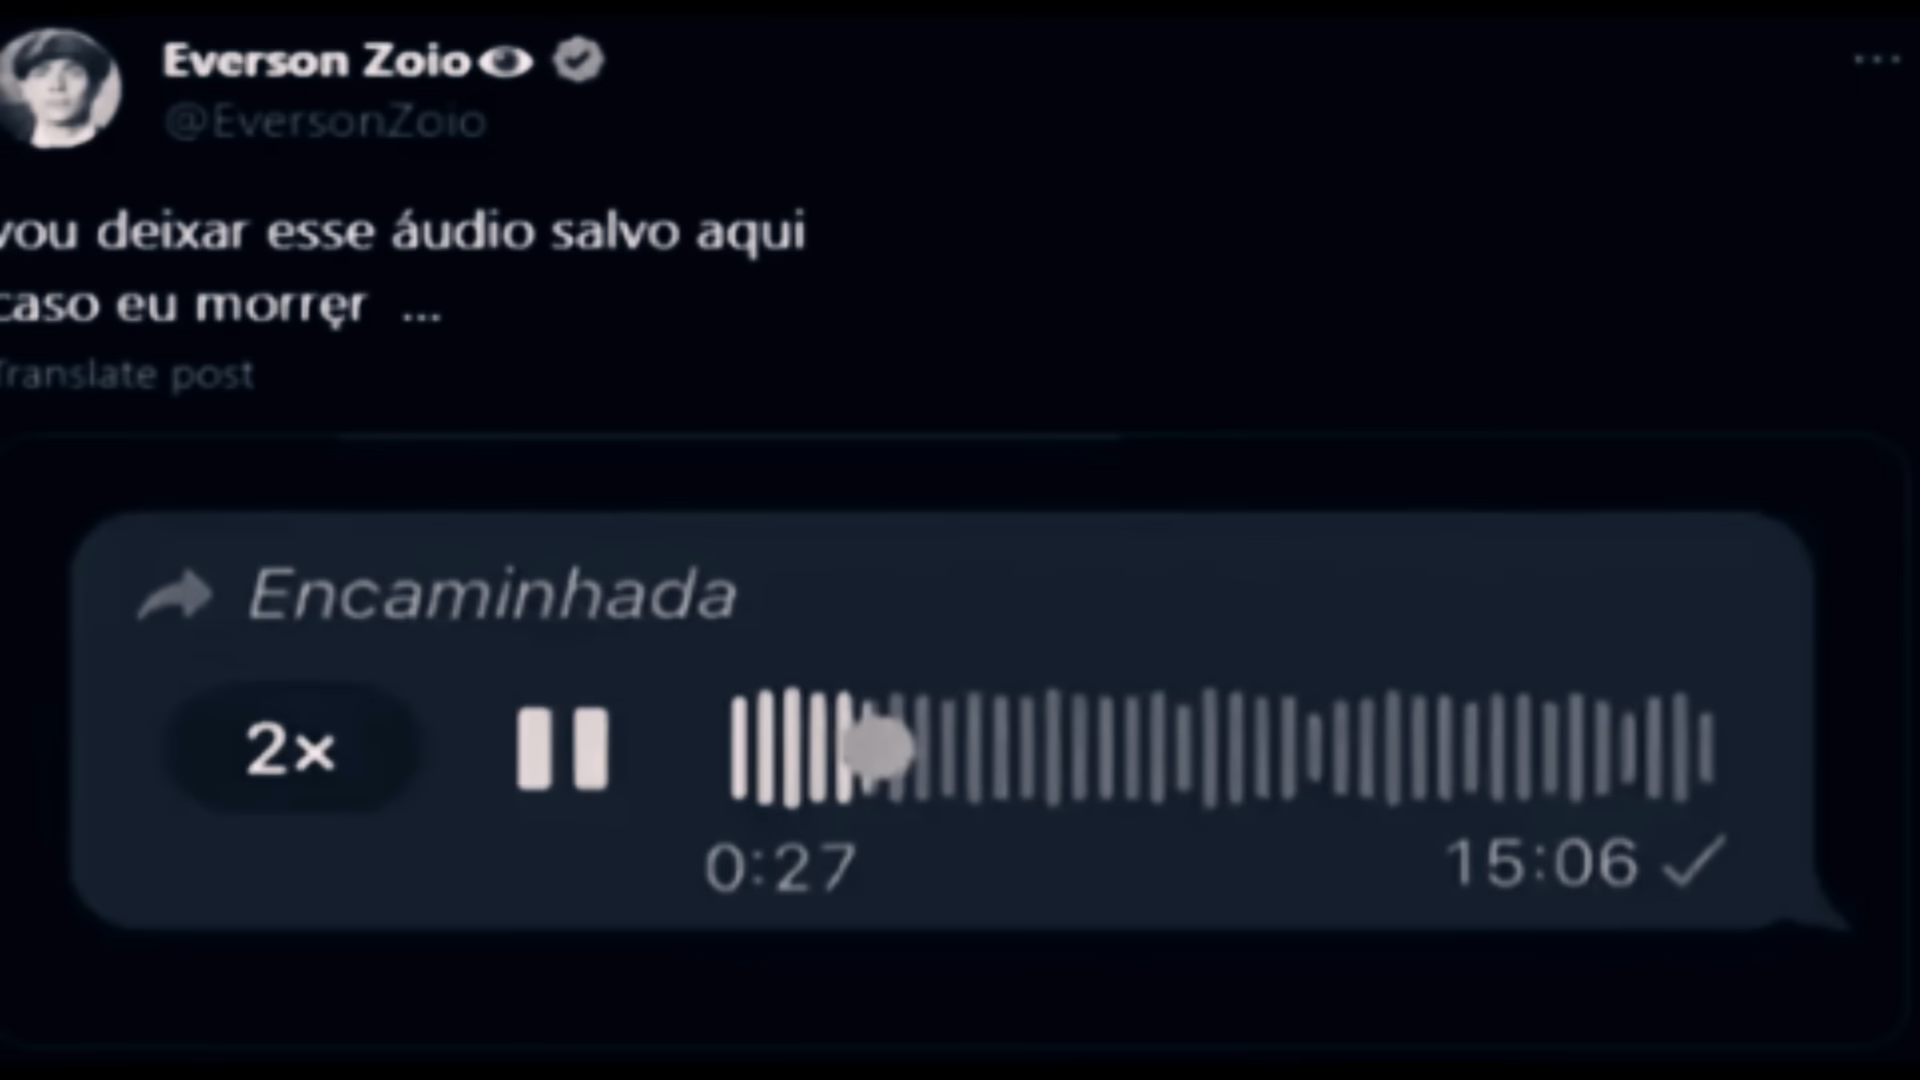 Everson Zoio
@EversonZoio
vou deixar esse áudio salvo aqui
caso eu morręr ...
Translate post
Encaminhada
2×
0:27
15:06